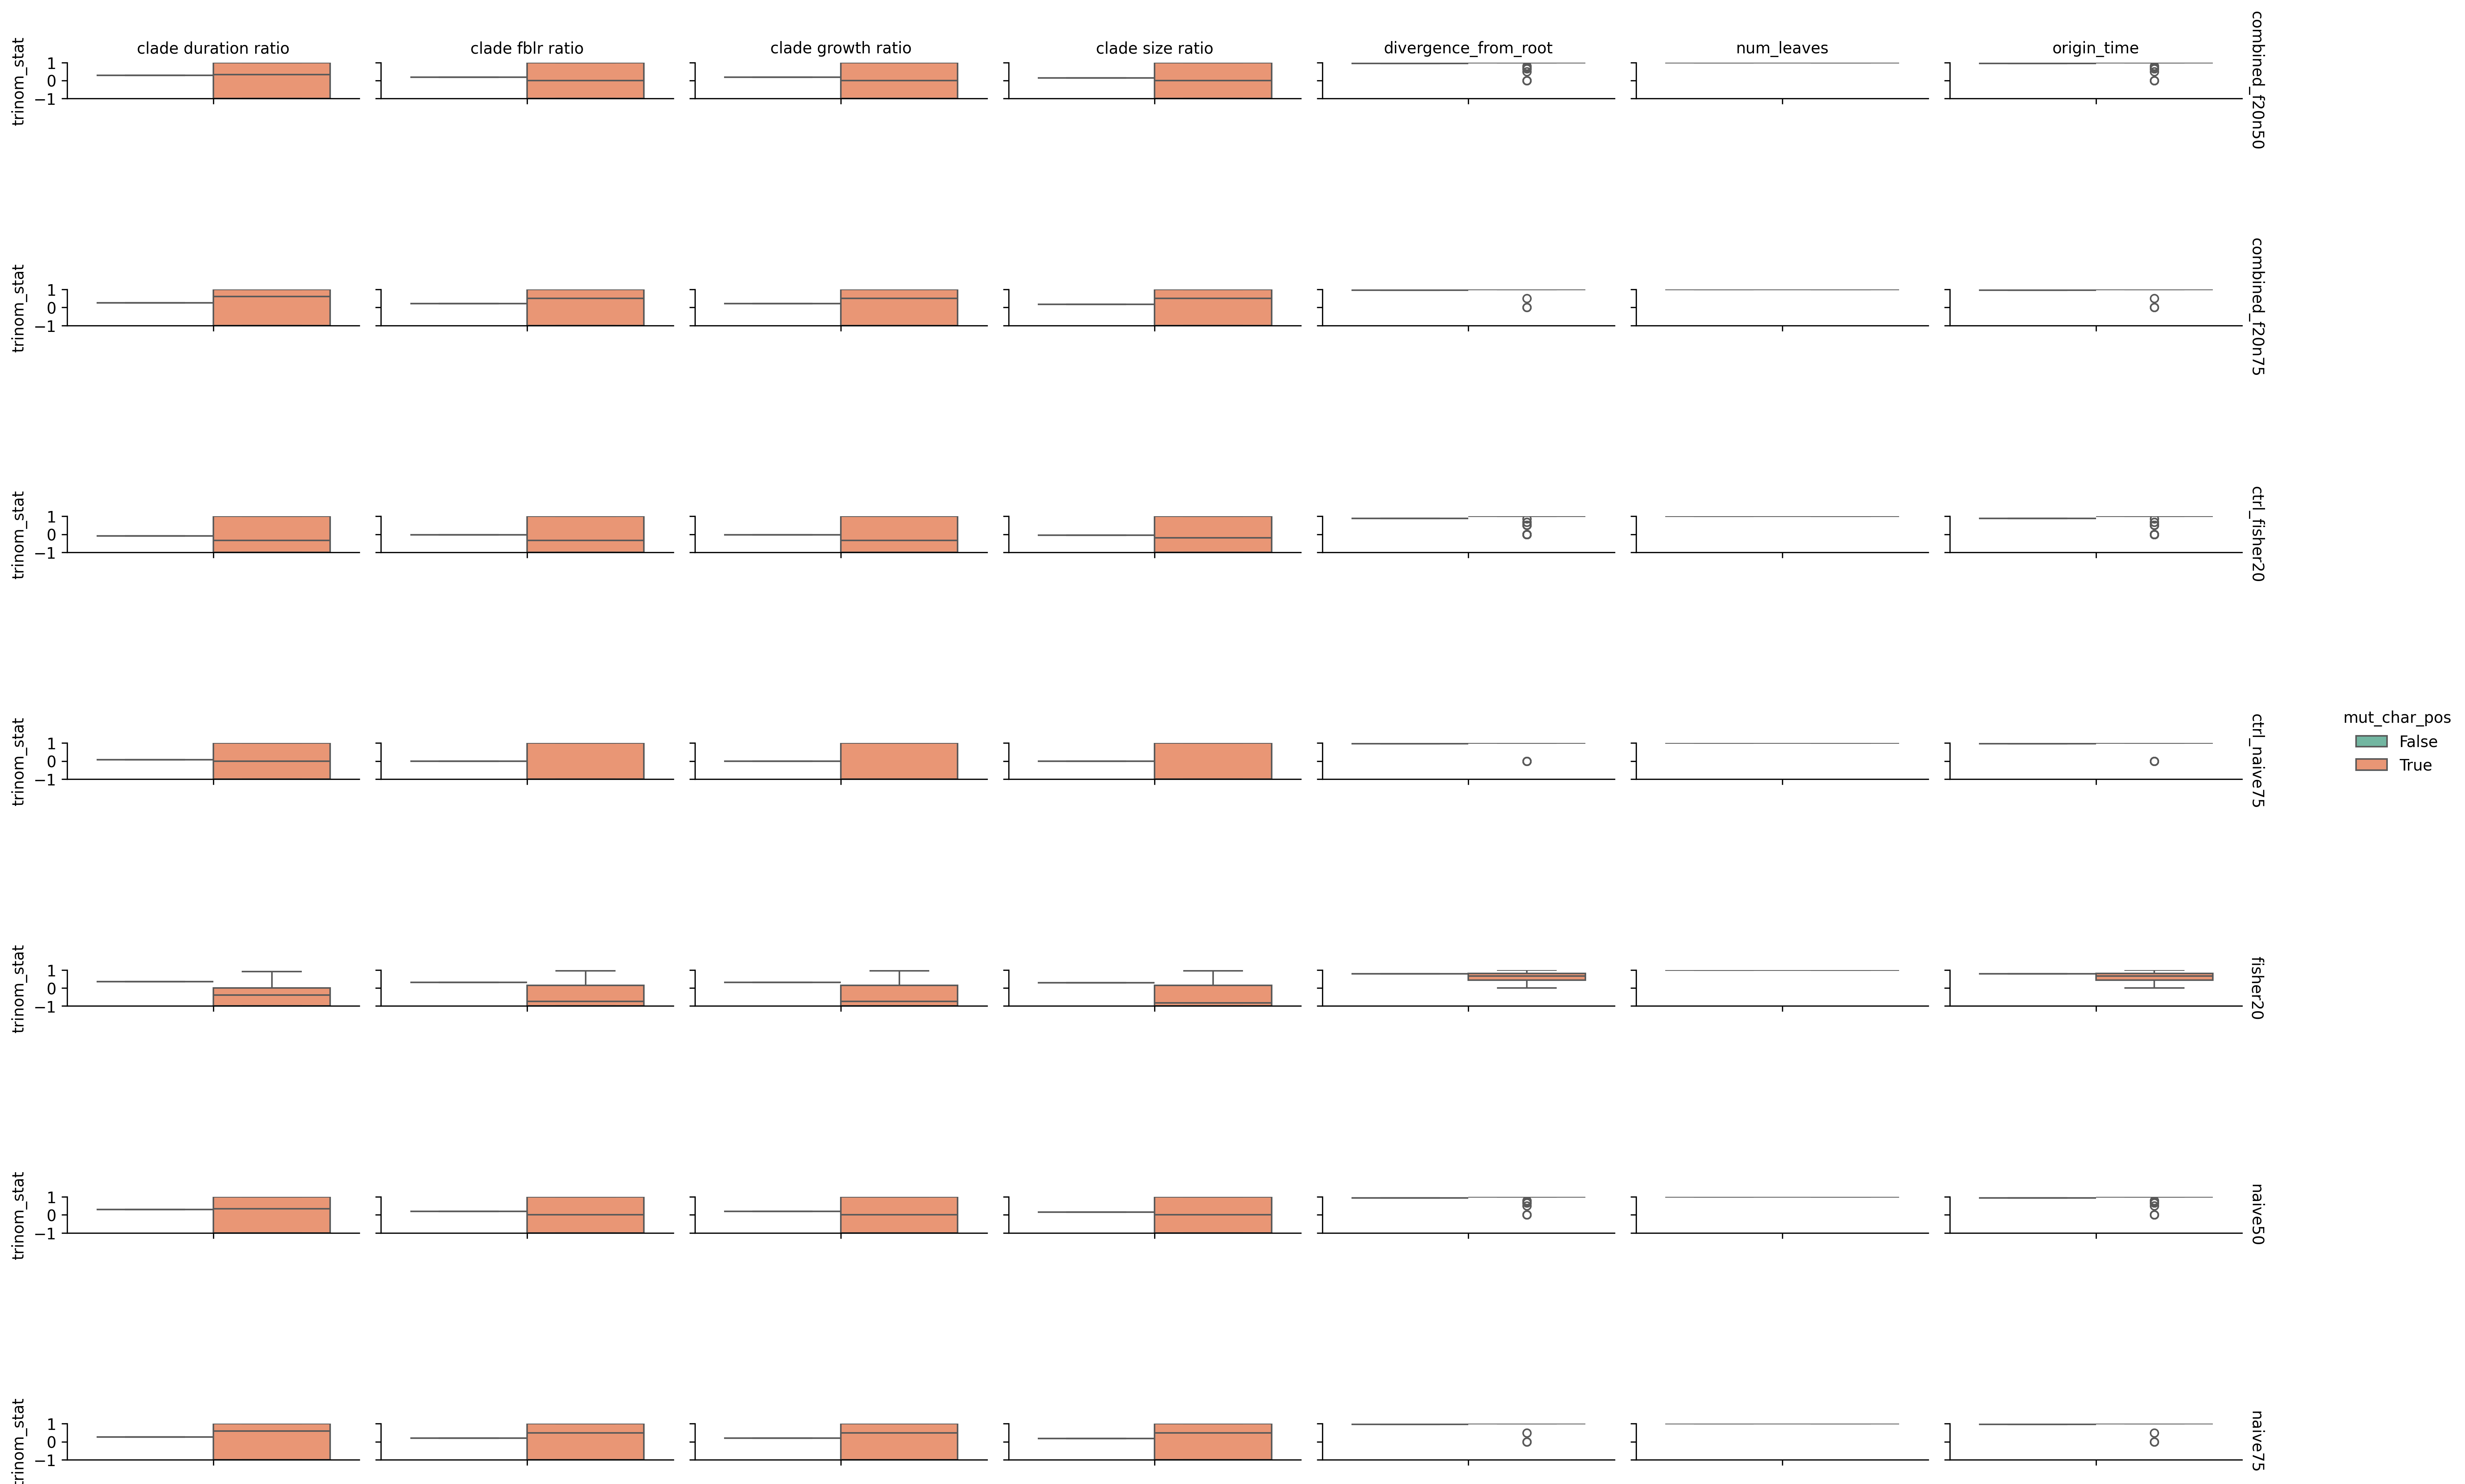 clade duration ratio
clade fblr ratio
clade growth ratio
clade size ratio
divergence_from_root
num_leaves
origin_time
trinom_stat
1
0
−1
combined_f20n50
trinom_stat
1
0
−1
combined_f20n75
trinom_stat
1
0
−1
ctrl_fisher20
trinom_stat
1
0
−1
ctrl_naive75
mut_char_pos
False
True
trinom_stat
1
0
−1
fisher20
trinom_stat
1
0
−1
naive50
trinom_stat
1
0
−1
naive75